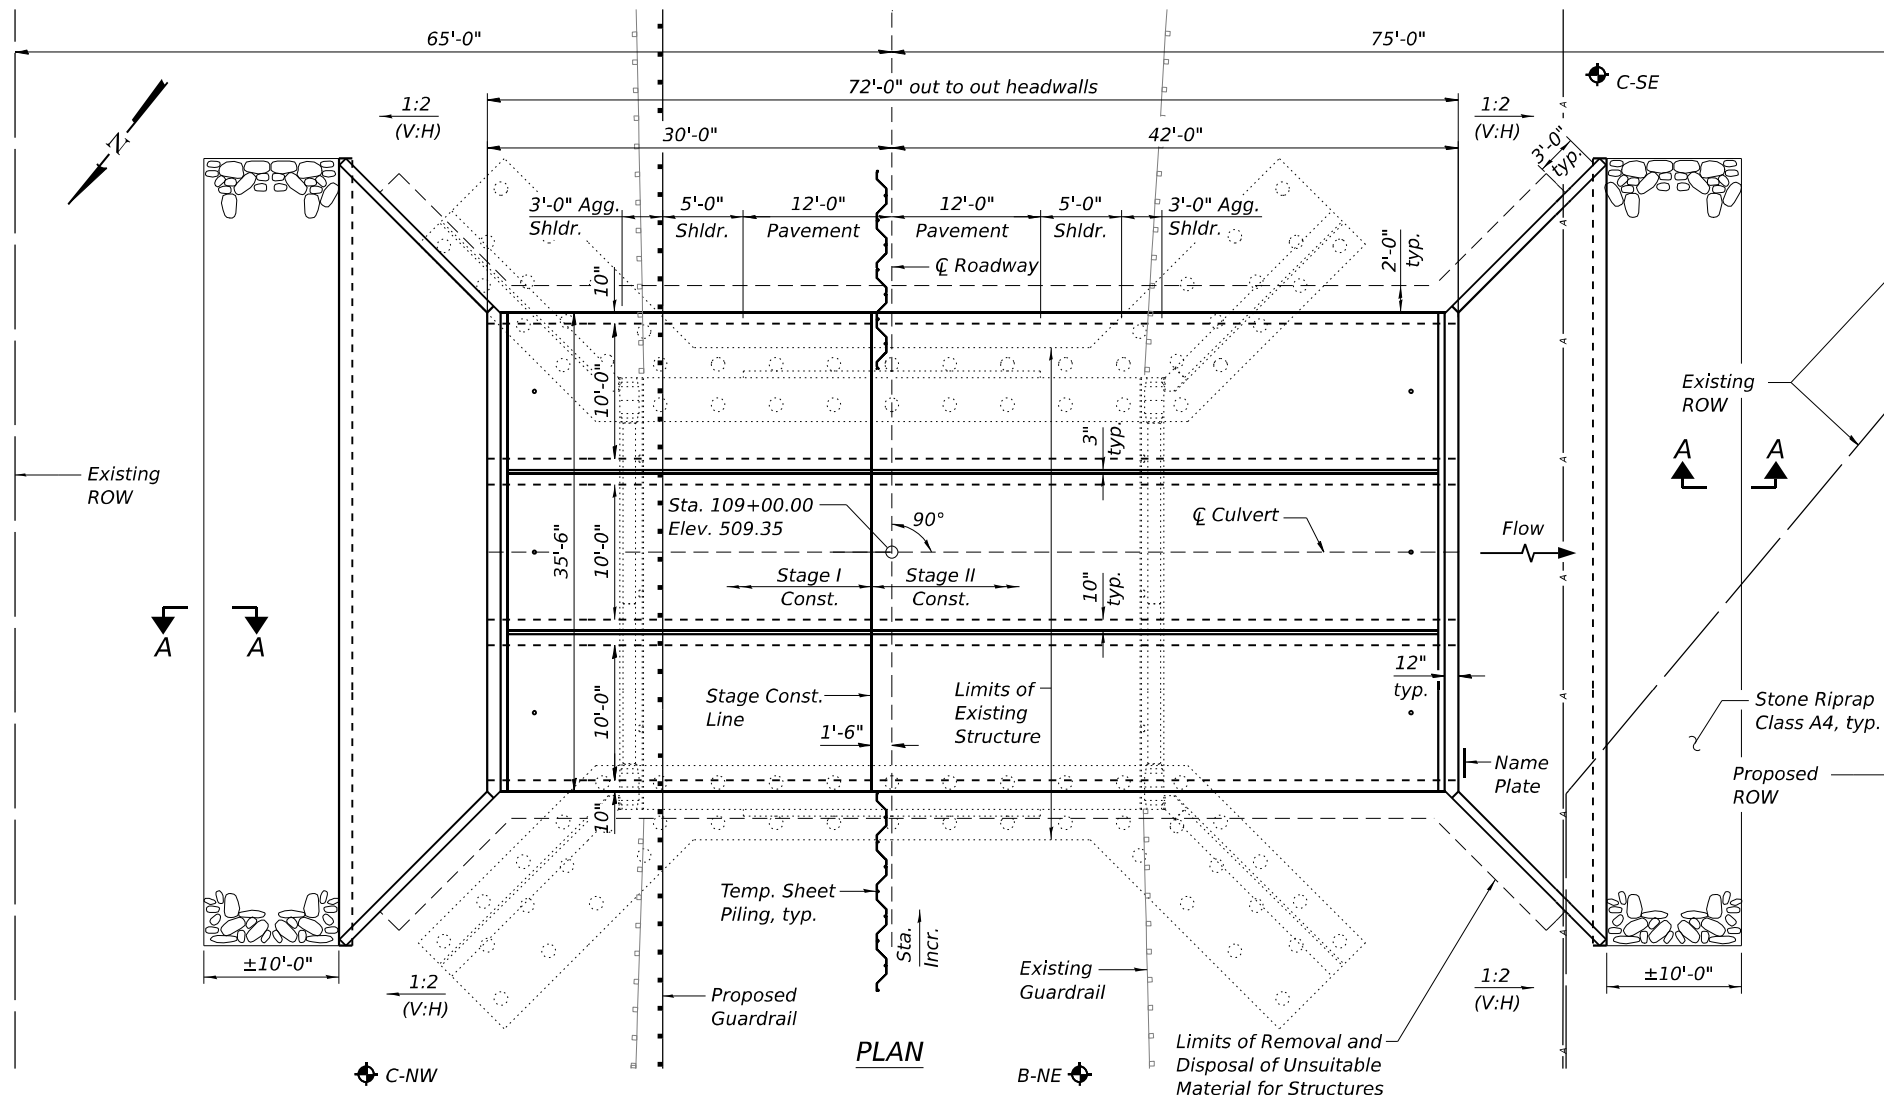 65'-0"
75'-0"
C-SE
72'-0" out to out headwalls
1:2
(V:H)
1:2
(V:H)
30'-0"
42'-0"
N
3'-0"
typ.
3'-0" Agg.
Shldr.
5'-0"
Shldr.
12'-0"
Pavement
12'-0"
Pavement
5'-0"
Shldr.
3'-0" Agg.
Shldr.
2'-0"
typ.
℄ Roadway
10"
A
A
A
A
A
A
A
A
A
A
A
10'-0"
Existing
ROW
3"
typ.
A
A
Existing
ROW
Sta. 109+00.00
Elev. 509.35
90°
℄ Culvert
Flow
35'-6"
10'-0"
Stage I
Const.
Stage II
Const.
10"
typ.
A
A
12"
typ.
10'-0"
Stage Const.
Line
1'-6"
Limits of
Existing
Structure
Stone Riprap
Class A4, typ.
Name
Plate
Proposed
ROW
10"
Temp. Sheet
Piling, typ.
Sta.
Incr.
±10'-0"
1:2
(V:H)
Proposed
Guardrail
Existing
Guardrail
1:2
(V:H)
±10'-0"
PLAN
Limits of Removal and
Disposal of Unsuitable
Material for Structures
C-NW
B-NE